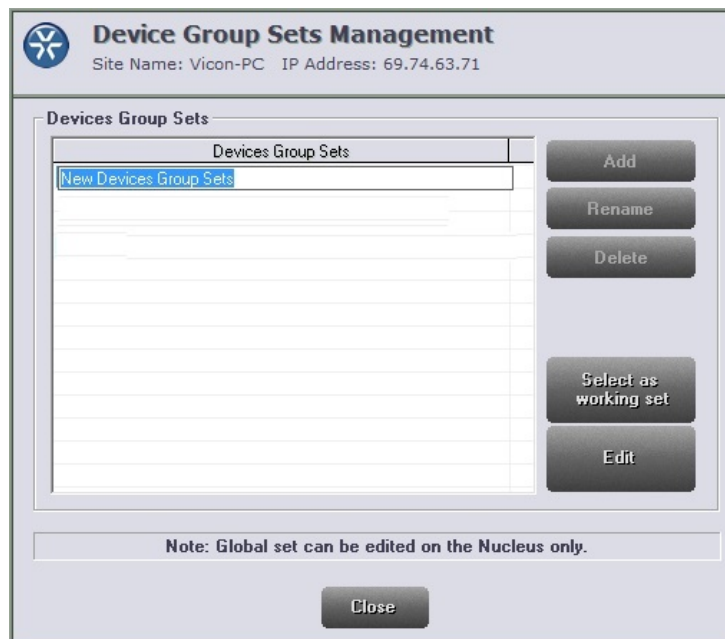 Device Group Sets Management
Site Name: Vicon-PC IP Address: 69.74.63.71
Devices Group Sets
Devices Group Sets
New Devices Group Sets
Add
Rename
Delete
Select as
working set
Edit
Note: Global set can be edited on the Nucleus only.
Close